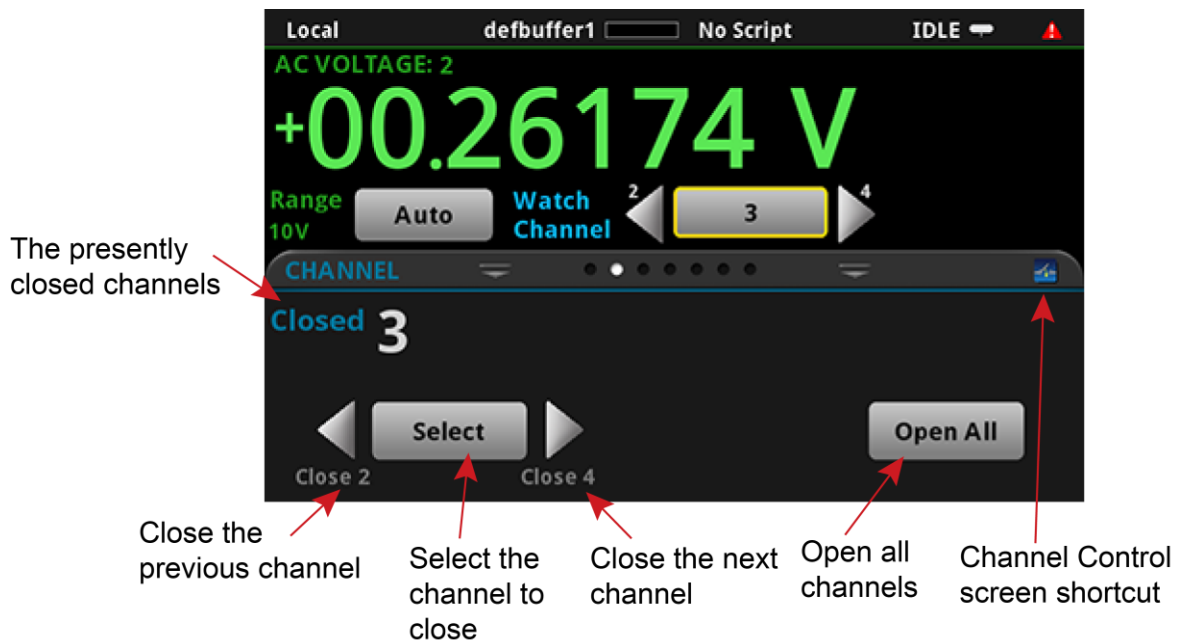 Local defbuffer1 No Script IDLE
AC VOLTAGE: 2
+00.26174 V
Range Auto Watch 2 3 4
10V Channel
The presently
closed channels
CHANNEL
Closed 3
Select Open All
Close 2 Close 4
Close the
previous channel
Select the
channel to
close
Close the next
channel
Open all
channels
Channel Control
screen shortcut